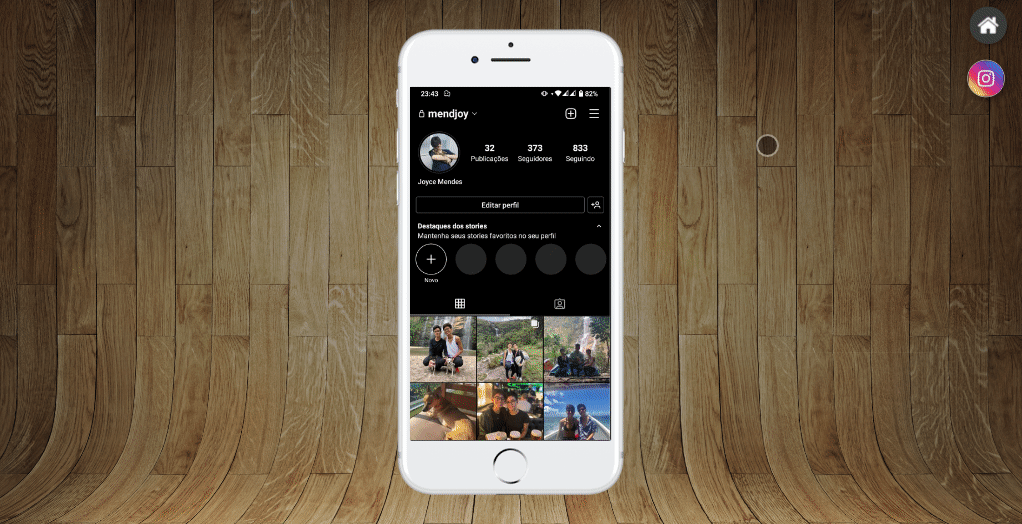 23:43 82%
mendjoy
32 373 833
Publicações Seguidores Seguindo
Joyce Mendes
Editar perfil
Destaques dos stories
Mantenha seus stories favoritos no seu perfil
Novo